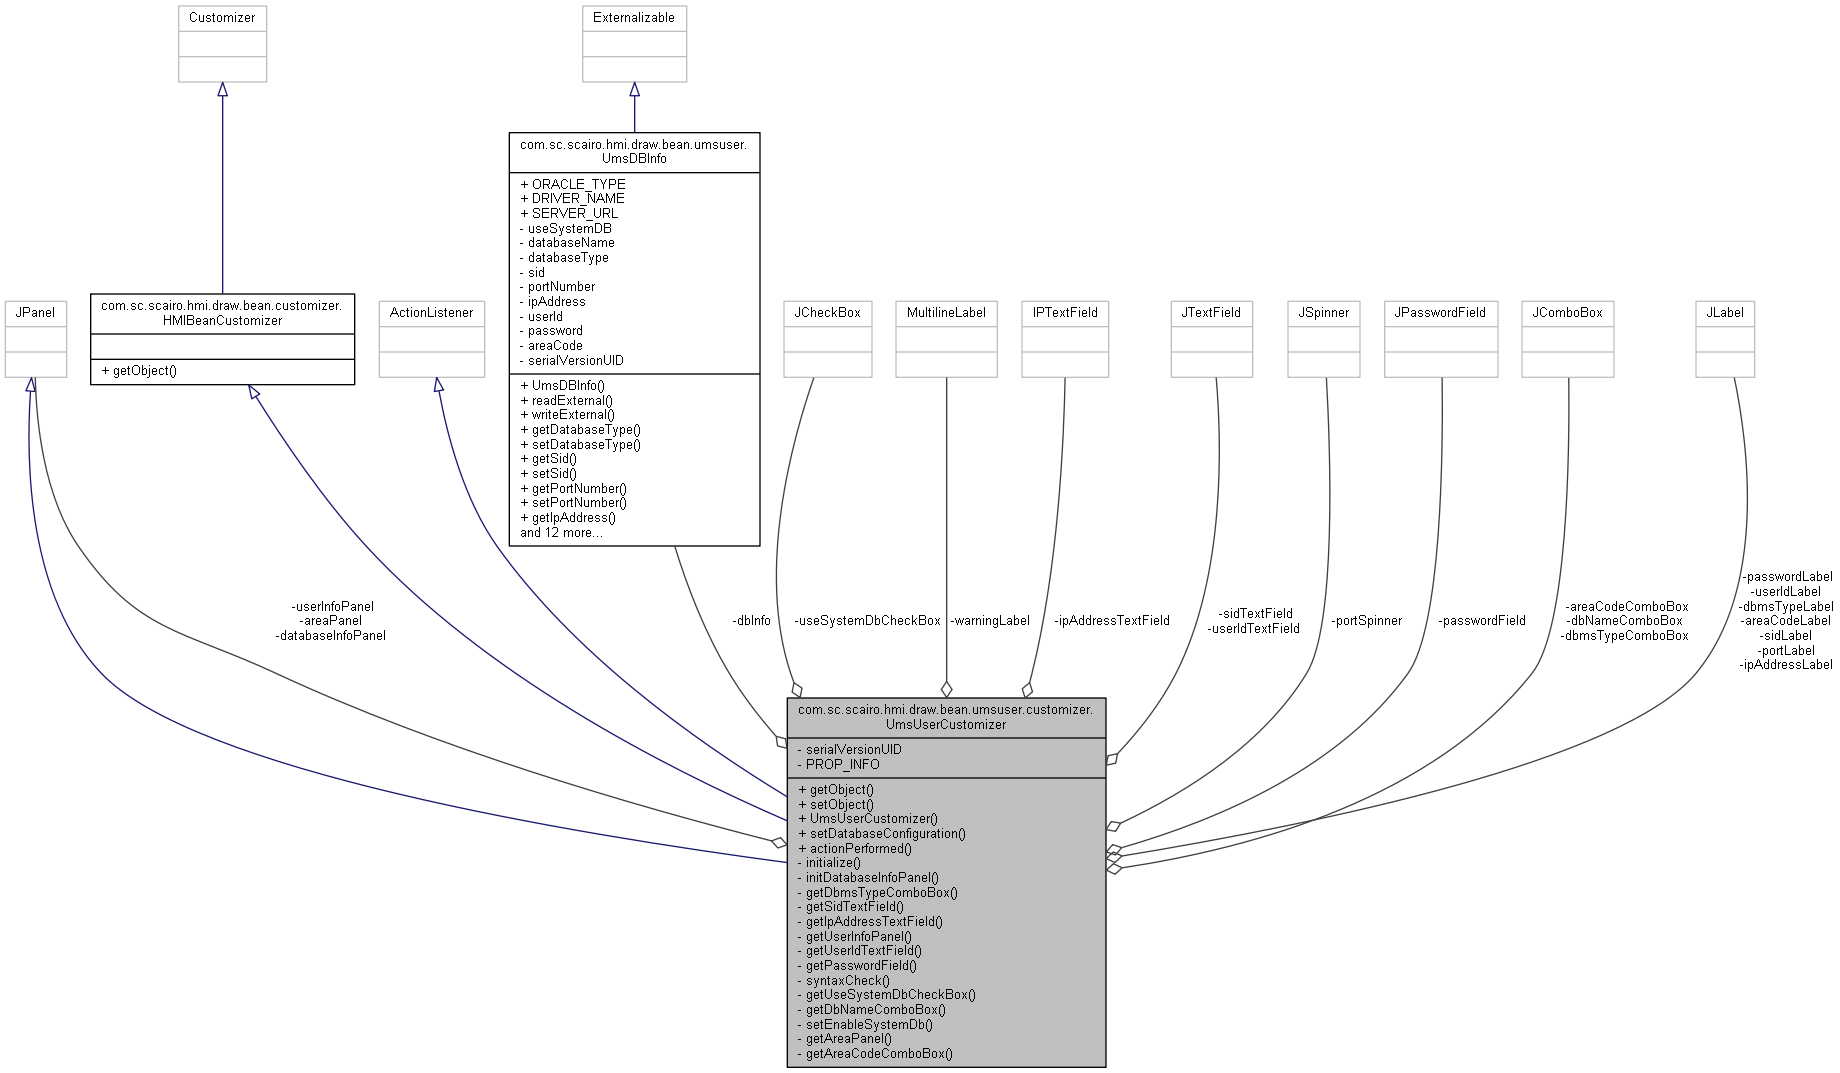 Customizer
Externalizable
com.sc.scairo.hmi.draw.bean.umsuser.
UmsDBInfo
+ ORACLE_TYPE
+ DRIVER_NAME
+ SERVER_URL
- useSystemDB
- databaseName
- databaseType
- sid
- portNumber
- ipAddress
- userId
- password
- areaCode
- serialVersionUID
+ UmsDBInfo()
+ readExternal()
+ writeExternal()
+ getDatabaseType()
+ setDatabaseType()
+ getSid()
+ setSid()
+ getPortNumber()
+ setPortNumber()
+ getIpAddress()
and 12 more...
JPanel
com.sc.scairo.hmi.draw.bean.customizer.
HMIBeanCustomizer
+ getObject()
ActionListener
JCheckBox
MultilineLabel
IPTextField
JTextField
JSpinner
JPasswordField
JComboBox
JLabel
-userInfoPanel
-areaPanel
-databaseInfoPanel
-dbInfo
-useSystemDbCheckBox
-warningLabel
-ipAddressTextField
-sidTextField
-userIdTextField
-portSpinner
-passwordField
-areaCodeComboBox
-dbNameComboBox
-dbmsTypeComboBox
-passwordLabel
-userIdLabel
-dbmsTypeLabel
-areaCodeLabel
-sidLabel
-portLabel
-ipAddressLabel
com.sc.scairo.hmi.draw.bean.umsuser.customizer.
UmsUserCustomizer
- serialVersionUID
- PROP_INFO
+ getObject()
+ setObject()
+ UmsUserCustomizer()
+ setDatabaseConfiguration()
+ actionPerformed()
- initialize()
- initDatabaseInfoPanel()
- getDbmsTypeComboBox()
- getSidTextField()
- getIpAddressTextField()
- getUserInfoPanel()
- getUserIdTextField()
- getPasswordField()
- syntaxCheck()
- getUseSystemDbCheckBox()
- getDbNameComboBox()
- setEnableSystemDb()
- getAreaPanel()
- getAreaCodeComboBox()